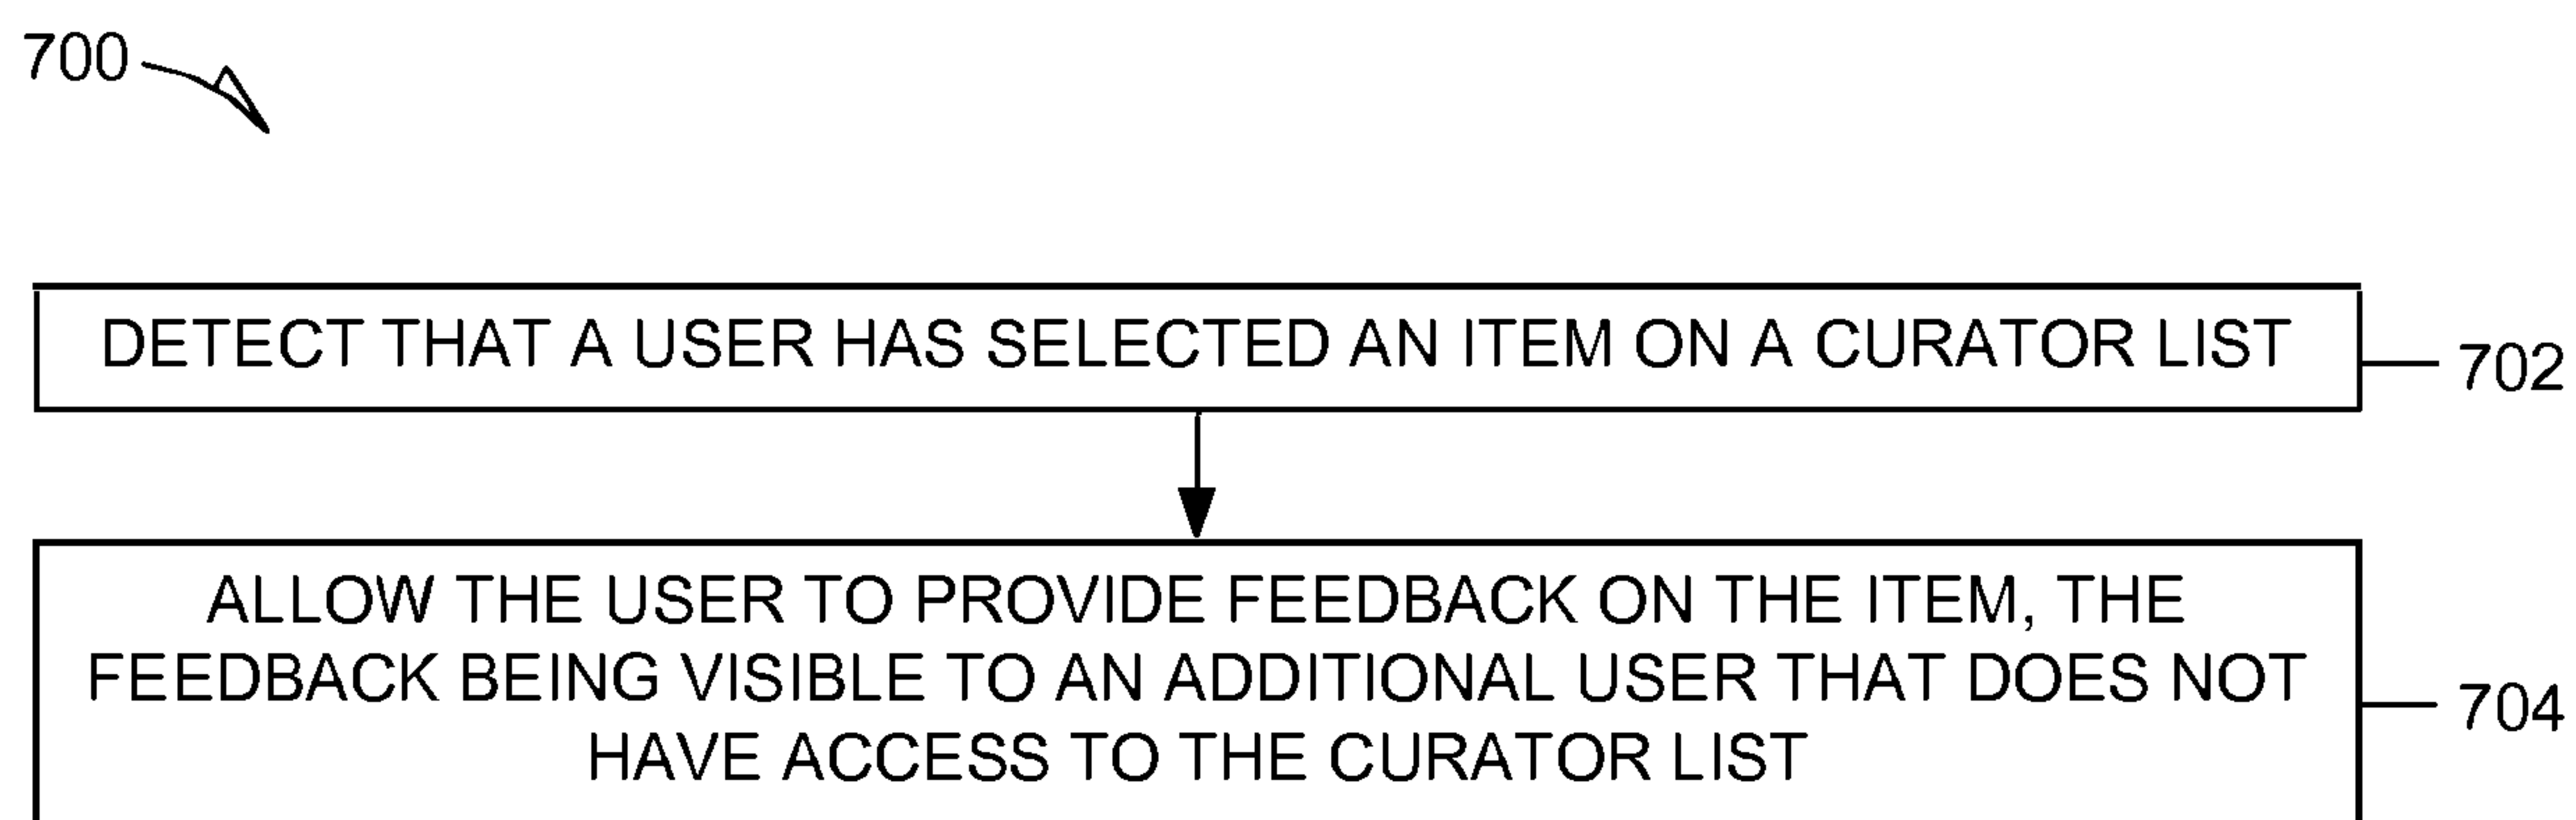 700
DETECT THAT A USER HAS SELECTED AN ITEM ON A CURATOR LIST
702
ALLOW THE USER TO PROVIDE FEEDBACK ON THE ITEM, THE
FEEDBACK BEING VISIBLE TO AN ADDITIONAL USER THAT DOES NOT
HAVE ACCESS TO THE CURATOR LIST
704